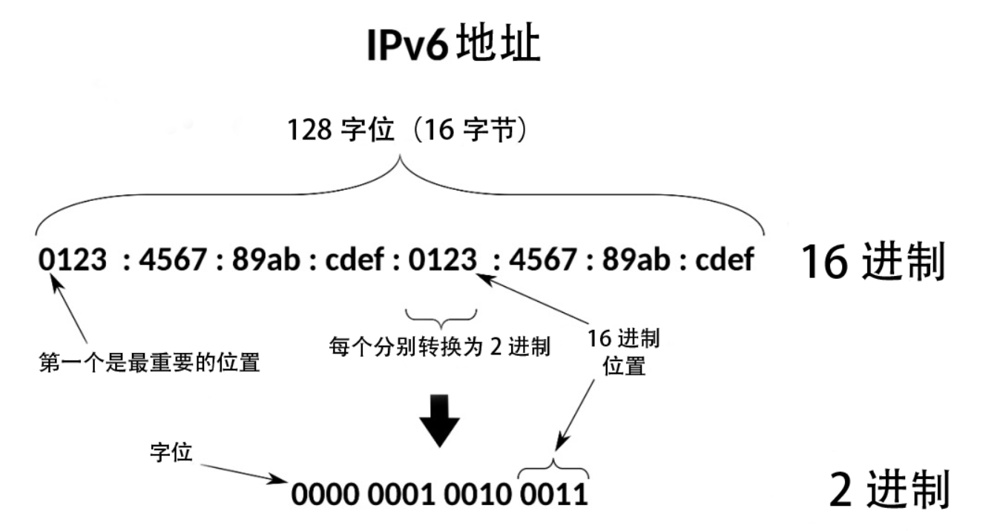 IPv6 地址
128 字位（16 字节）
0123 : 4567 : 89ab : cdef : 0123 : 4567 : 89ab : cdef
16 进制
第一个是最重要的位置
每个分别转换为 2 进制
16 进制
位置
字位
0000 0001 0010 0011
2 进制